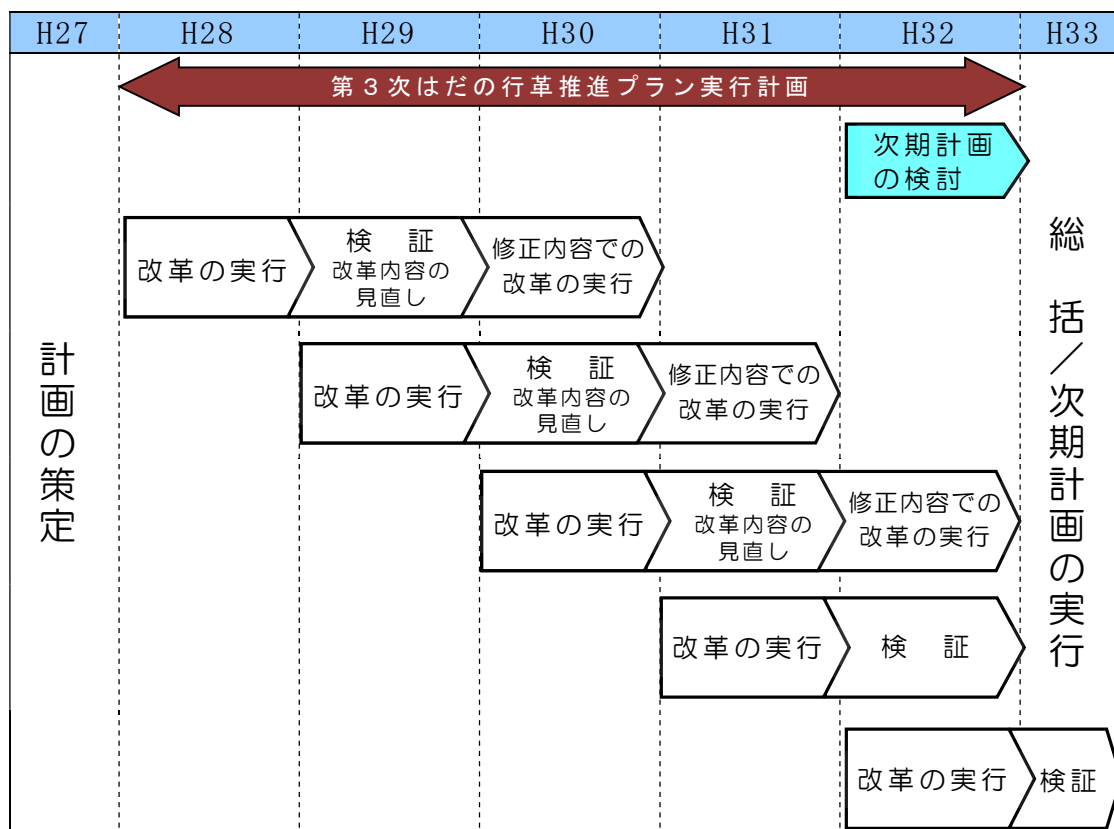 H27 H28 H29 H30 H31 H32 H33
第３次はだの行革推進プラン実行計画
次期計画
の検討
改革の実行
検　証
改革内容の
見直し
修正内容での
改革の実行
改革の実行
検　証
改革内容の
見直し
修正内容での
改革の実行
改革の実行
検　証
改革内容の
見直し
修正内容での
改革の実行
改革の実行
検　証
改革の実行
検証
計画の策定
総　括／次期計画の実行